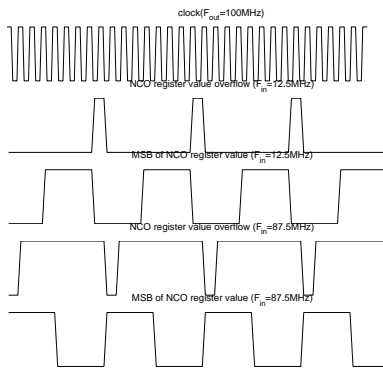 clock(F_out=100MHz)
NCO register value overflow (F_in=12.5MHz)
MSB of NCO register value (F_in=12.5MHz)
NCO register value overflow (F_in=87.5MHz)
MSB of NCO register value (F_in=87.5MHz)